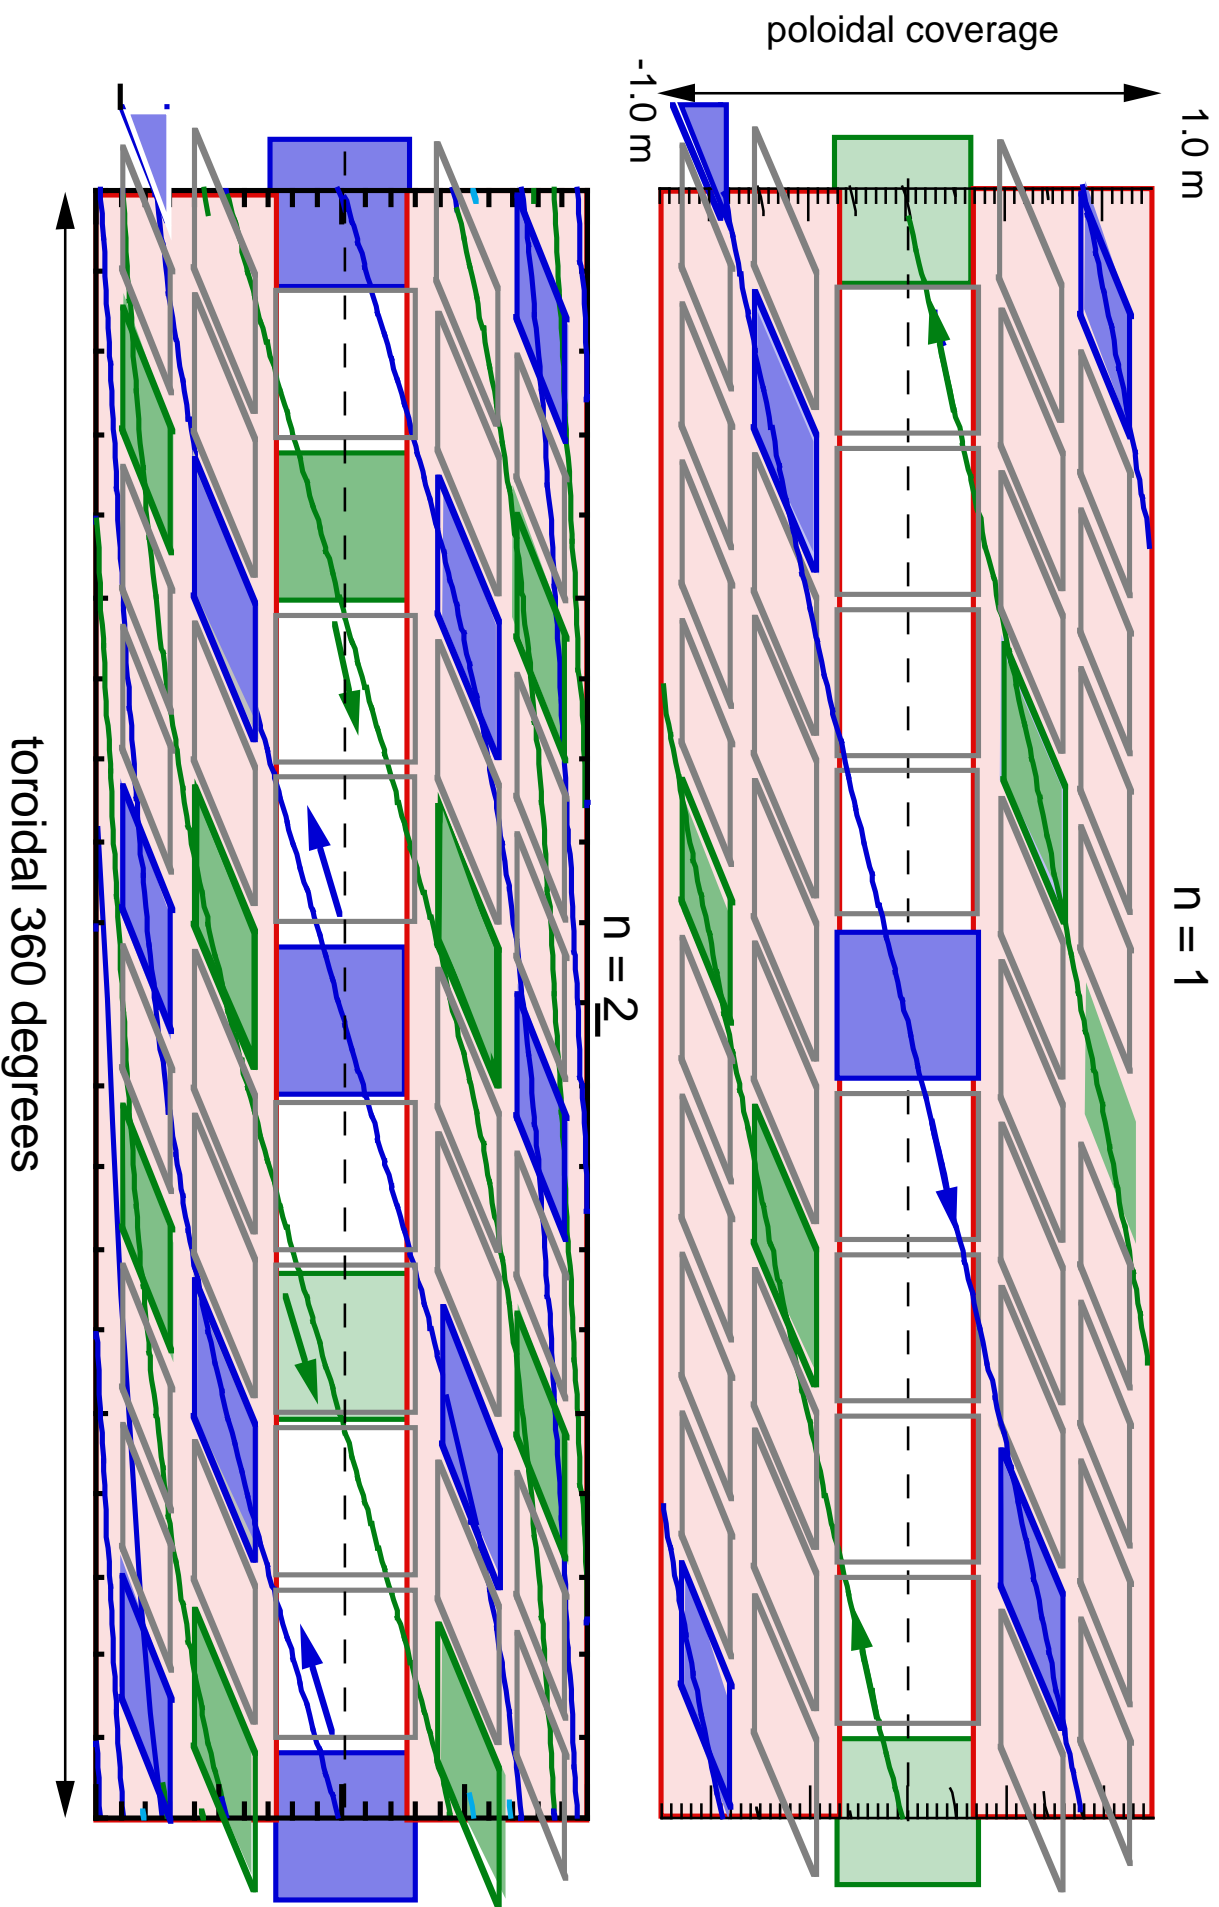 poloidal coverage
-1.0 m
1.0 m
n = 1
n = 2
toroidal 360 degrees